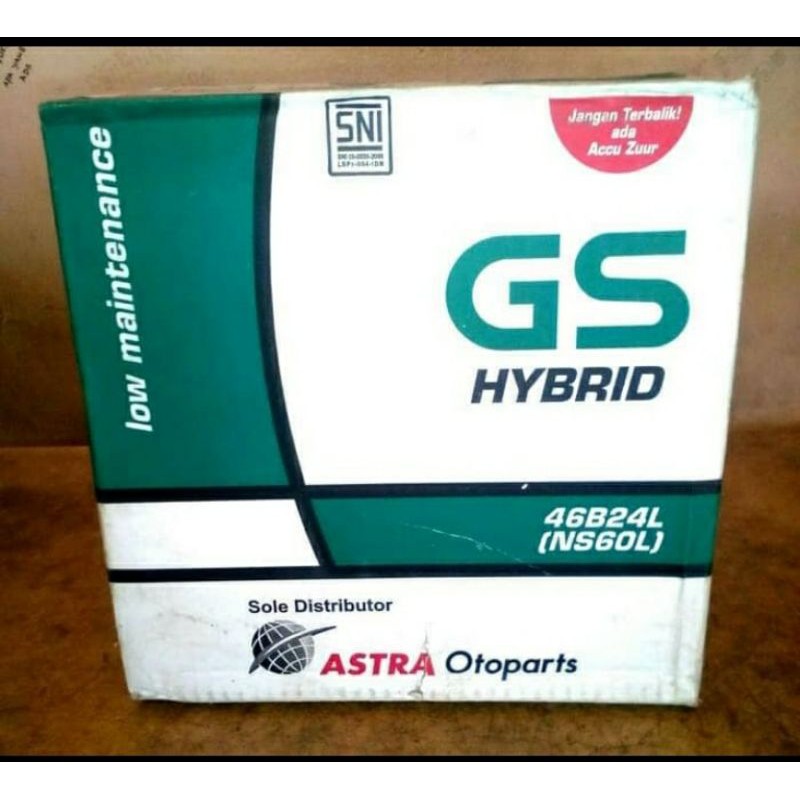 low maintenance
SNI
Jangan Terbalik!
ada
Accu Zuur
GS
HYBRID
46B24L
(NS60L)
Sole Distributor
ASTRA Otoparts